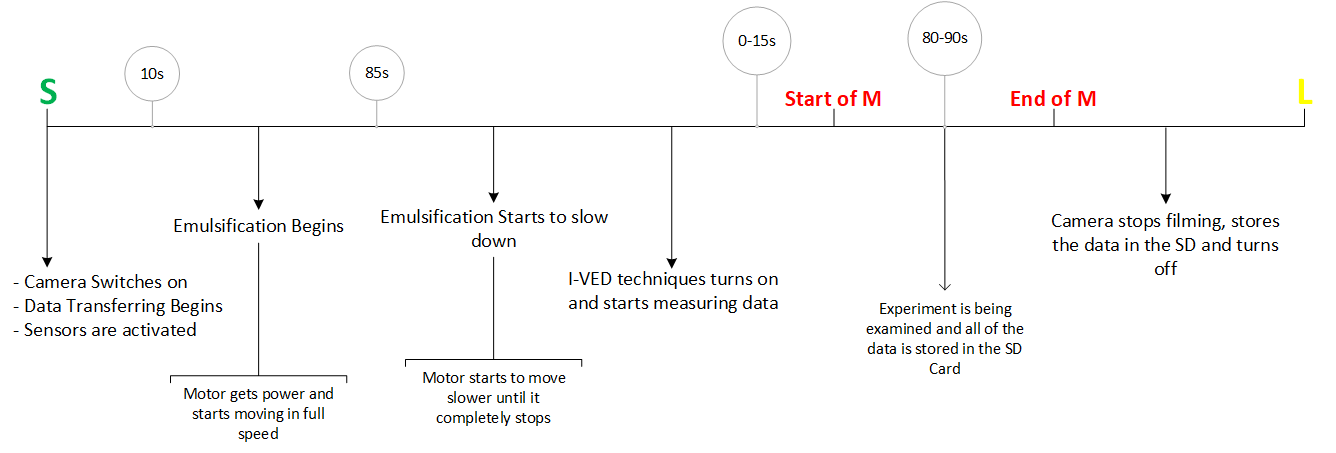 S
10s
85s
0-15s
80-90s
Start of M
End of M
L
- Camera Switches on
- Data Transferring Begins
- Sensors are activated
Emulsification Begins
Motor gets power and
starts moving in full
speed
Emulsification Starts to slow
down
Motor starts to move
slower until it
completely stops
I-VED techniques turns on
and starts measuring data
Experiment is being
examined and all of the
data is stored in the SD
Card
Camera stops filming, stores
the data in the SD and turns
off